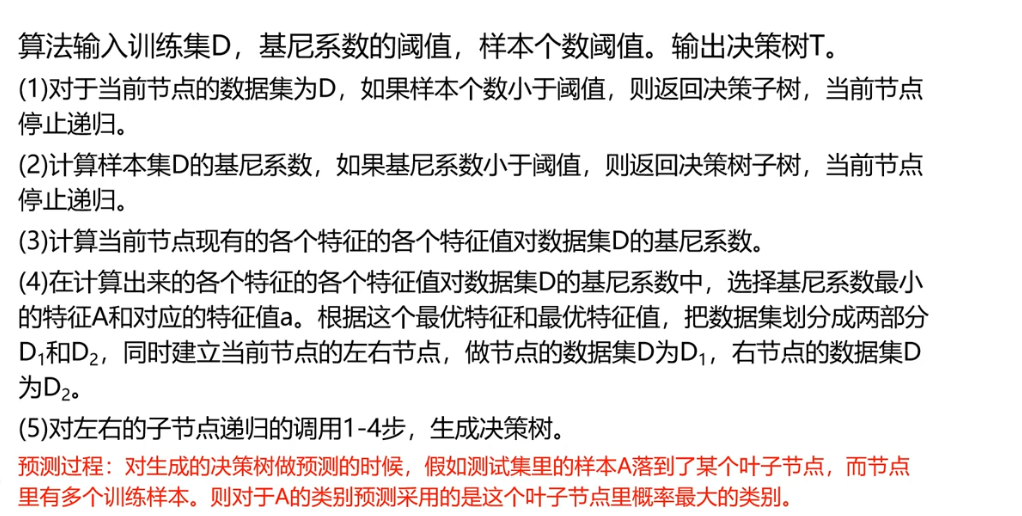 算法输入训练集D，基尼系数的阈值，样本个数阈值。输出决策树T。
(1)对于当前节点的数据集为D，如果样本个数小于阈值，则返回决策子树，当前节点
停止递归。
(2)计算样本集D的基尼系数，如果基尼系数小于阈值，则返回决策树子树，当前节点
停止递归。
(3)计算当前节点现有的各个特征的各个特征值对数据集D的基尼系数。
(4)在计算出来的各个特征的各个特征值对数据集D的基尼系数中，选择基尼系数最小
的特征A和对应的特征值a。根据这个最优特征和最优特征值，把数据集划分成两部分
D₁和D₂，同时建立当前节点的左右节点，做节点的数据集D为D₁，右节点的数据集D
为D₂。
(5)对左右的子节点递归的调用1-4步，生成决策树。
预测过程：对生成的决策树做预测的时候，假如测试集里的样本A落到了某个叶子节点，而节点
里有多个训练样本。则对于A的类别预测采用的是这个叶子节点里概率最大的类别。